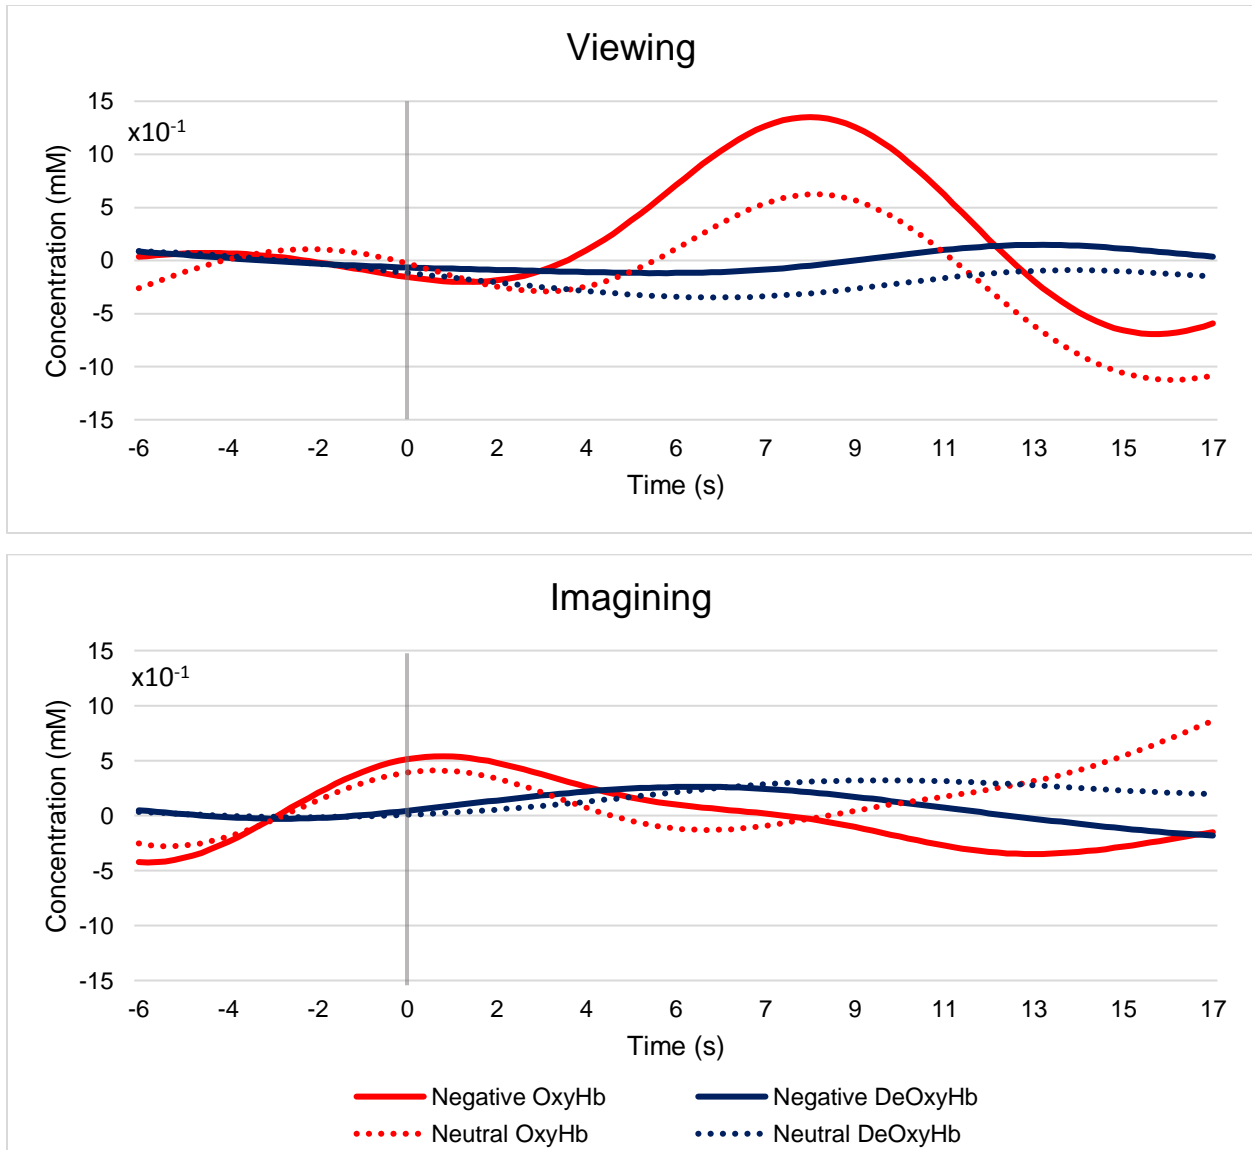 Viewing
x10-1
Concentration (mM)
15
10
5
0
-5
-10
-15
-6 -4 -2 0 2 4 6 7 9 11 13 15 17
Time (s)
Imagining
x10-1
Concentration (mM)
15
10
5
0
-5
-10
-15
-6 -4 -2 0 2 4 6 7 9 11 13 15 17
Time (s)
Negative OxyHb Negative DeOxyHb
Neutral OxyHb Neutral DeOxyHb